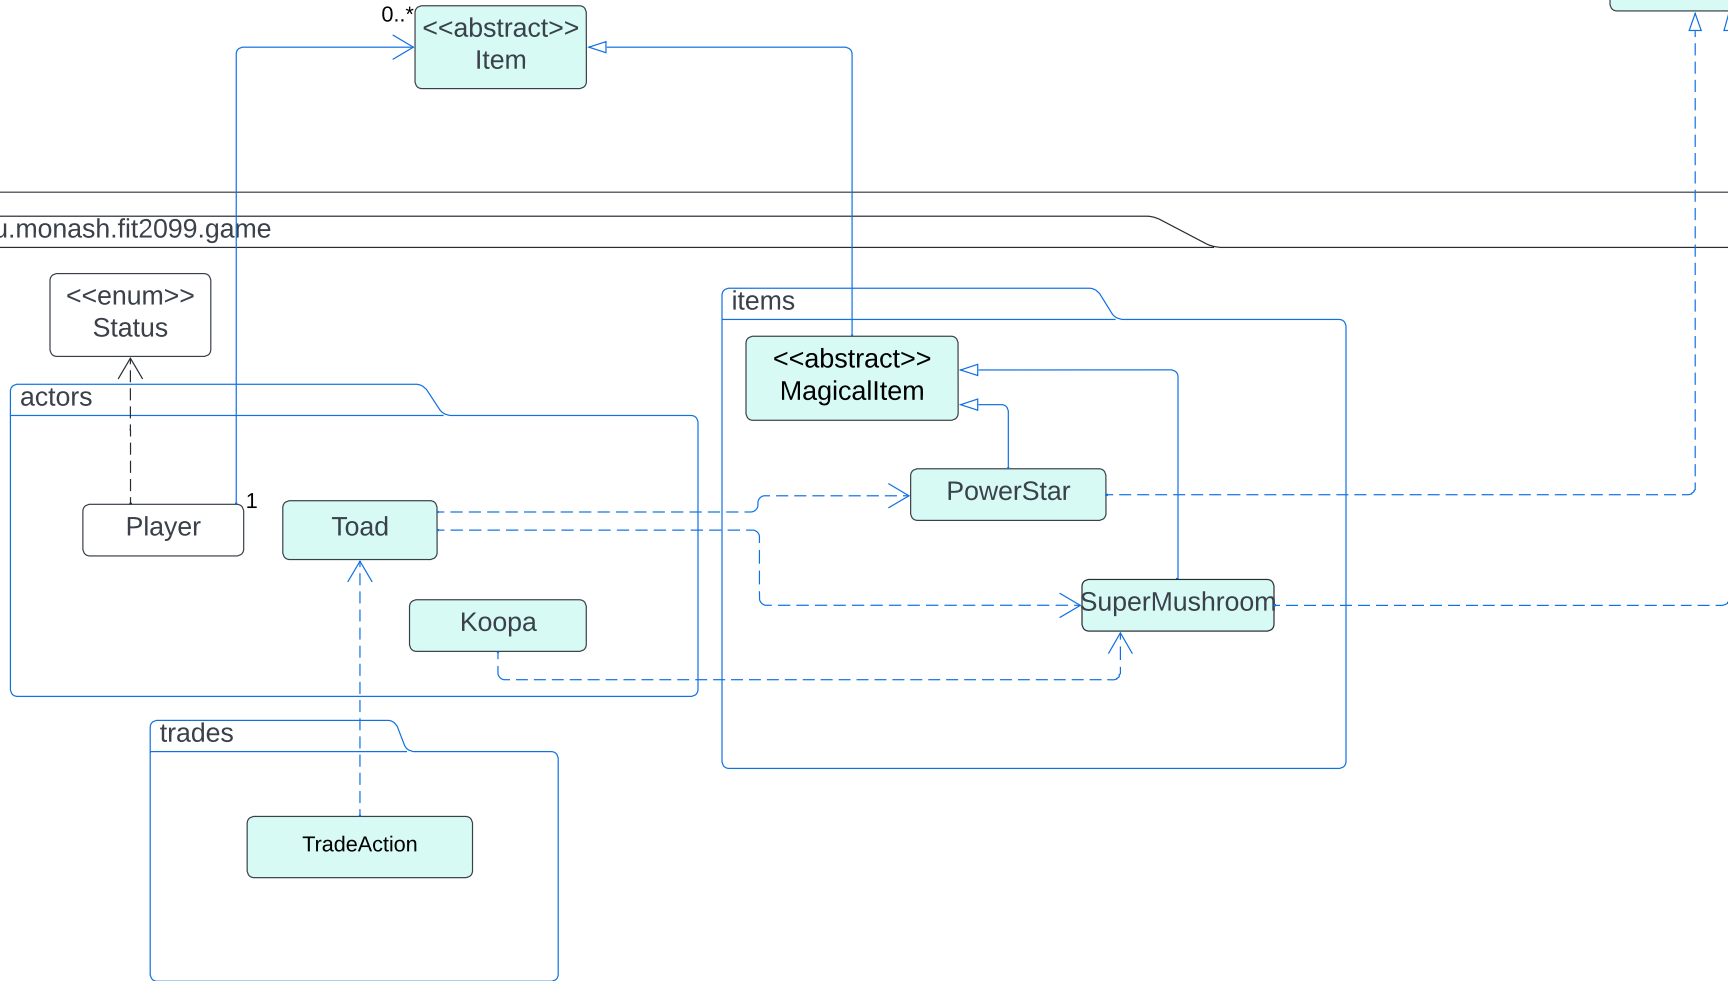 0..*
<<abstract>>
Item
u.monash.fit2099.game
<<enum>>
Status
items
<<abstract>>
MagicalItem
actors
PowerStar
1
Player
Toad
SuperMushroom
Koopa
trades
TradeAction